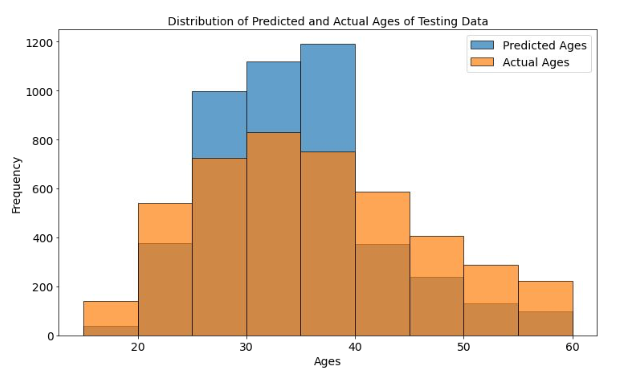 Distribution of Predicted and Actual Ages of Testing Data
Predicted Ages
Actual Ages
1200
1000
800
600
400
200
0
Frequency
20 30 40 50 60
Ages